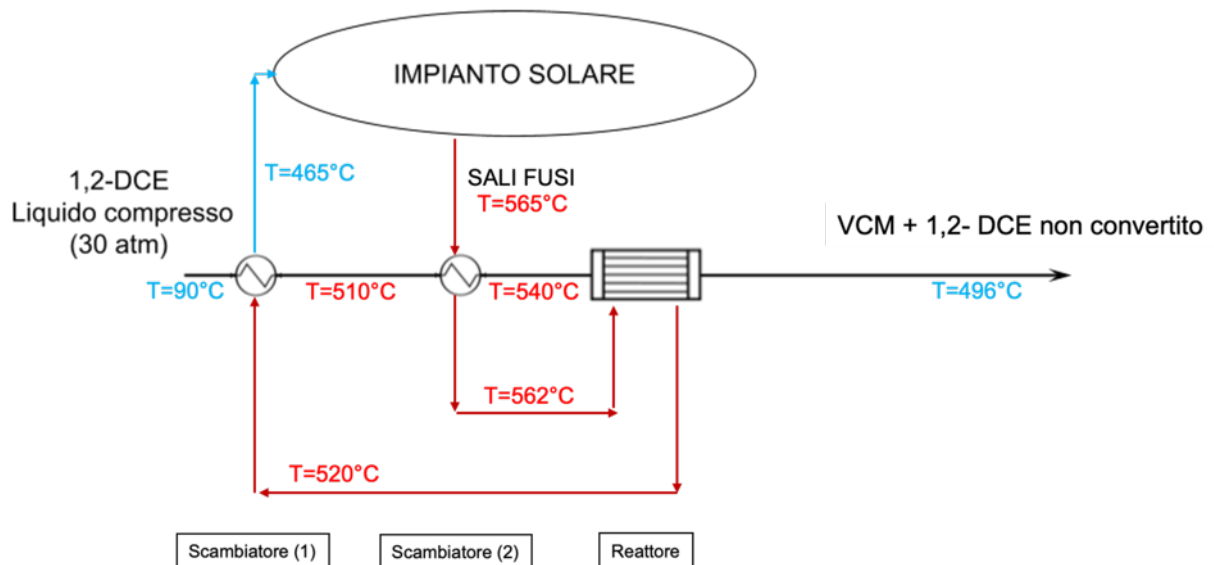 IMPIANTO SOLARE
T=465°C
SALI FUSI
T=565°C
1,2-DCE
Liquido compresso
(30 atm)
VCM + 1,2- DCE non convertito
T=90°C
T=510°C
T=540°C
T=496°C
T=562°C
T=520°C
Scambiatore (1)
Scambiatore (2)
Reattore